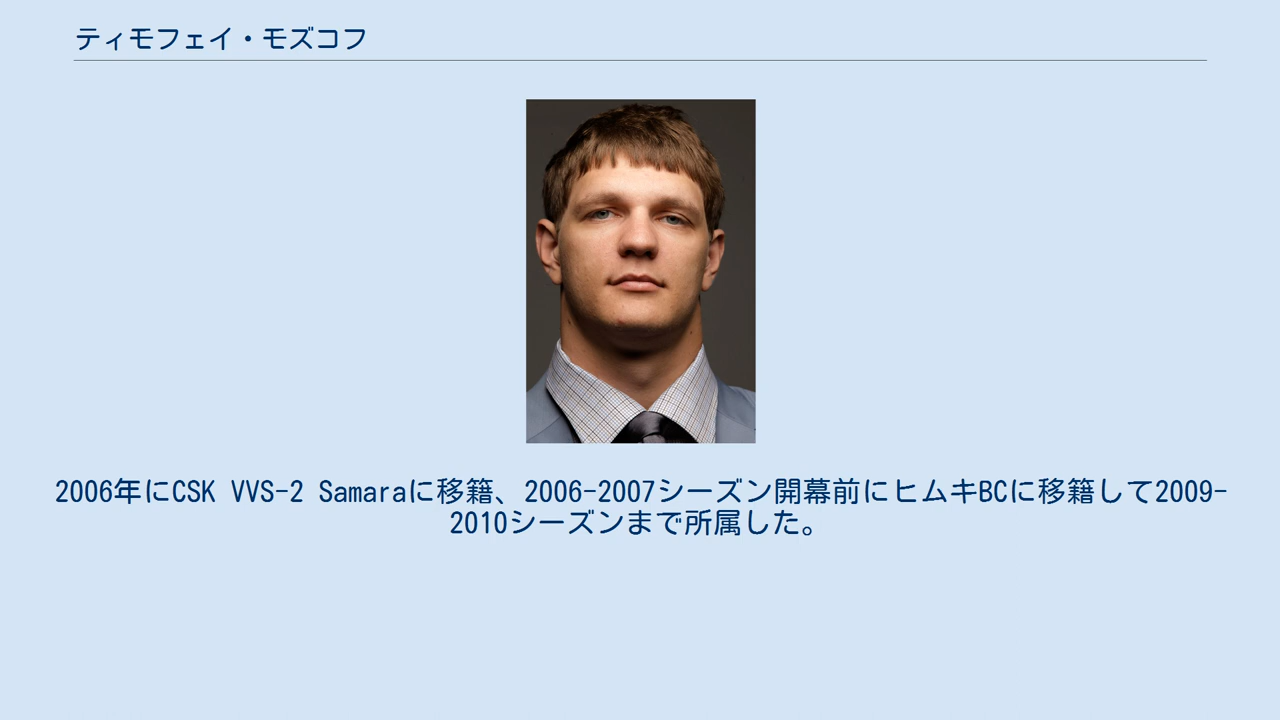 ティモフェイ・モズコフ
2006年にCSK VVS-2 Samaraに移籍、2006-2007シーズン開幕前にヒムキBCに移籍して2009-
2010シーズンまで所属した。